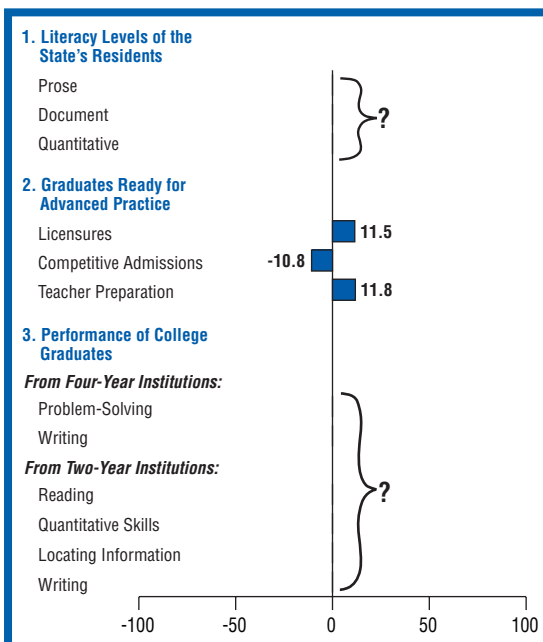 1. Literacy Levels of the
State's Residents
Prose
Document
Quantitative
?
2. Graduates Ready for
Advanced Practice
Licensures
11.5
Competitive Admissions
-10.8
Teacher Preparation
11.8
3. Performance of College
Graduates
From Four-Year Institutions:
Problem-Solving
Writing
From Two-Year Institutions:
Reading
?
Quantitative Skills
Locating Information
Writing
-100 -50 0 50 100